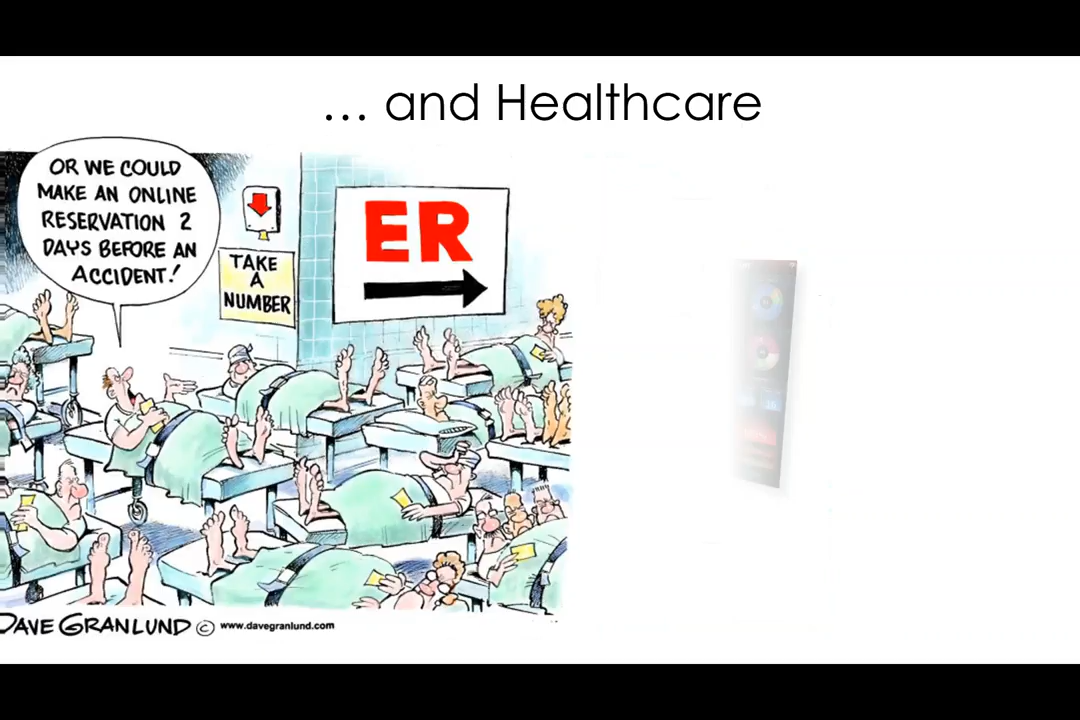 ... and Healthcare
OR WE COULD
MAKE AN ONLINE
RESERVATION 2
DAYS BEFORE AN
ACCIDENT!
TAKE
A
NUMBER
ER
DAVE GRANLUND © www.davegranlund.com